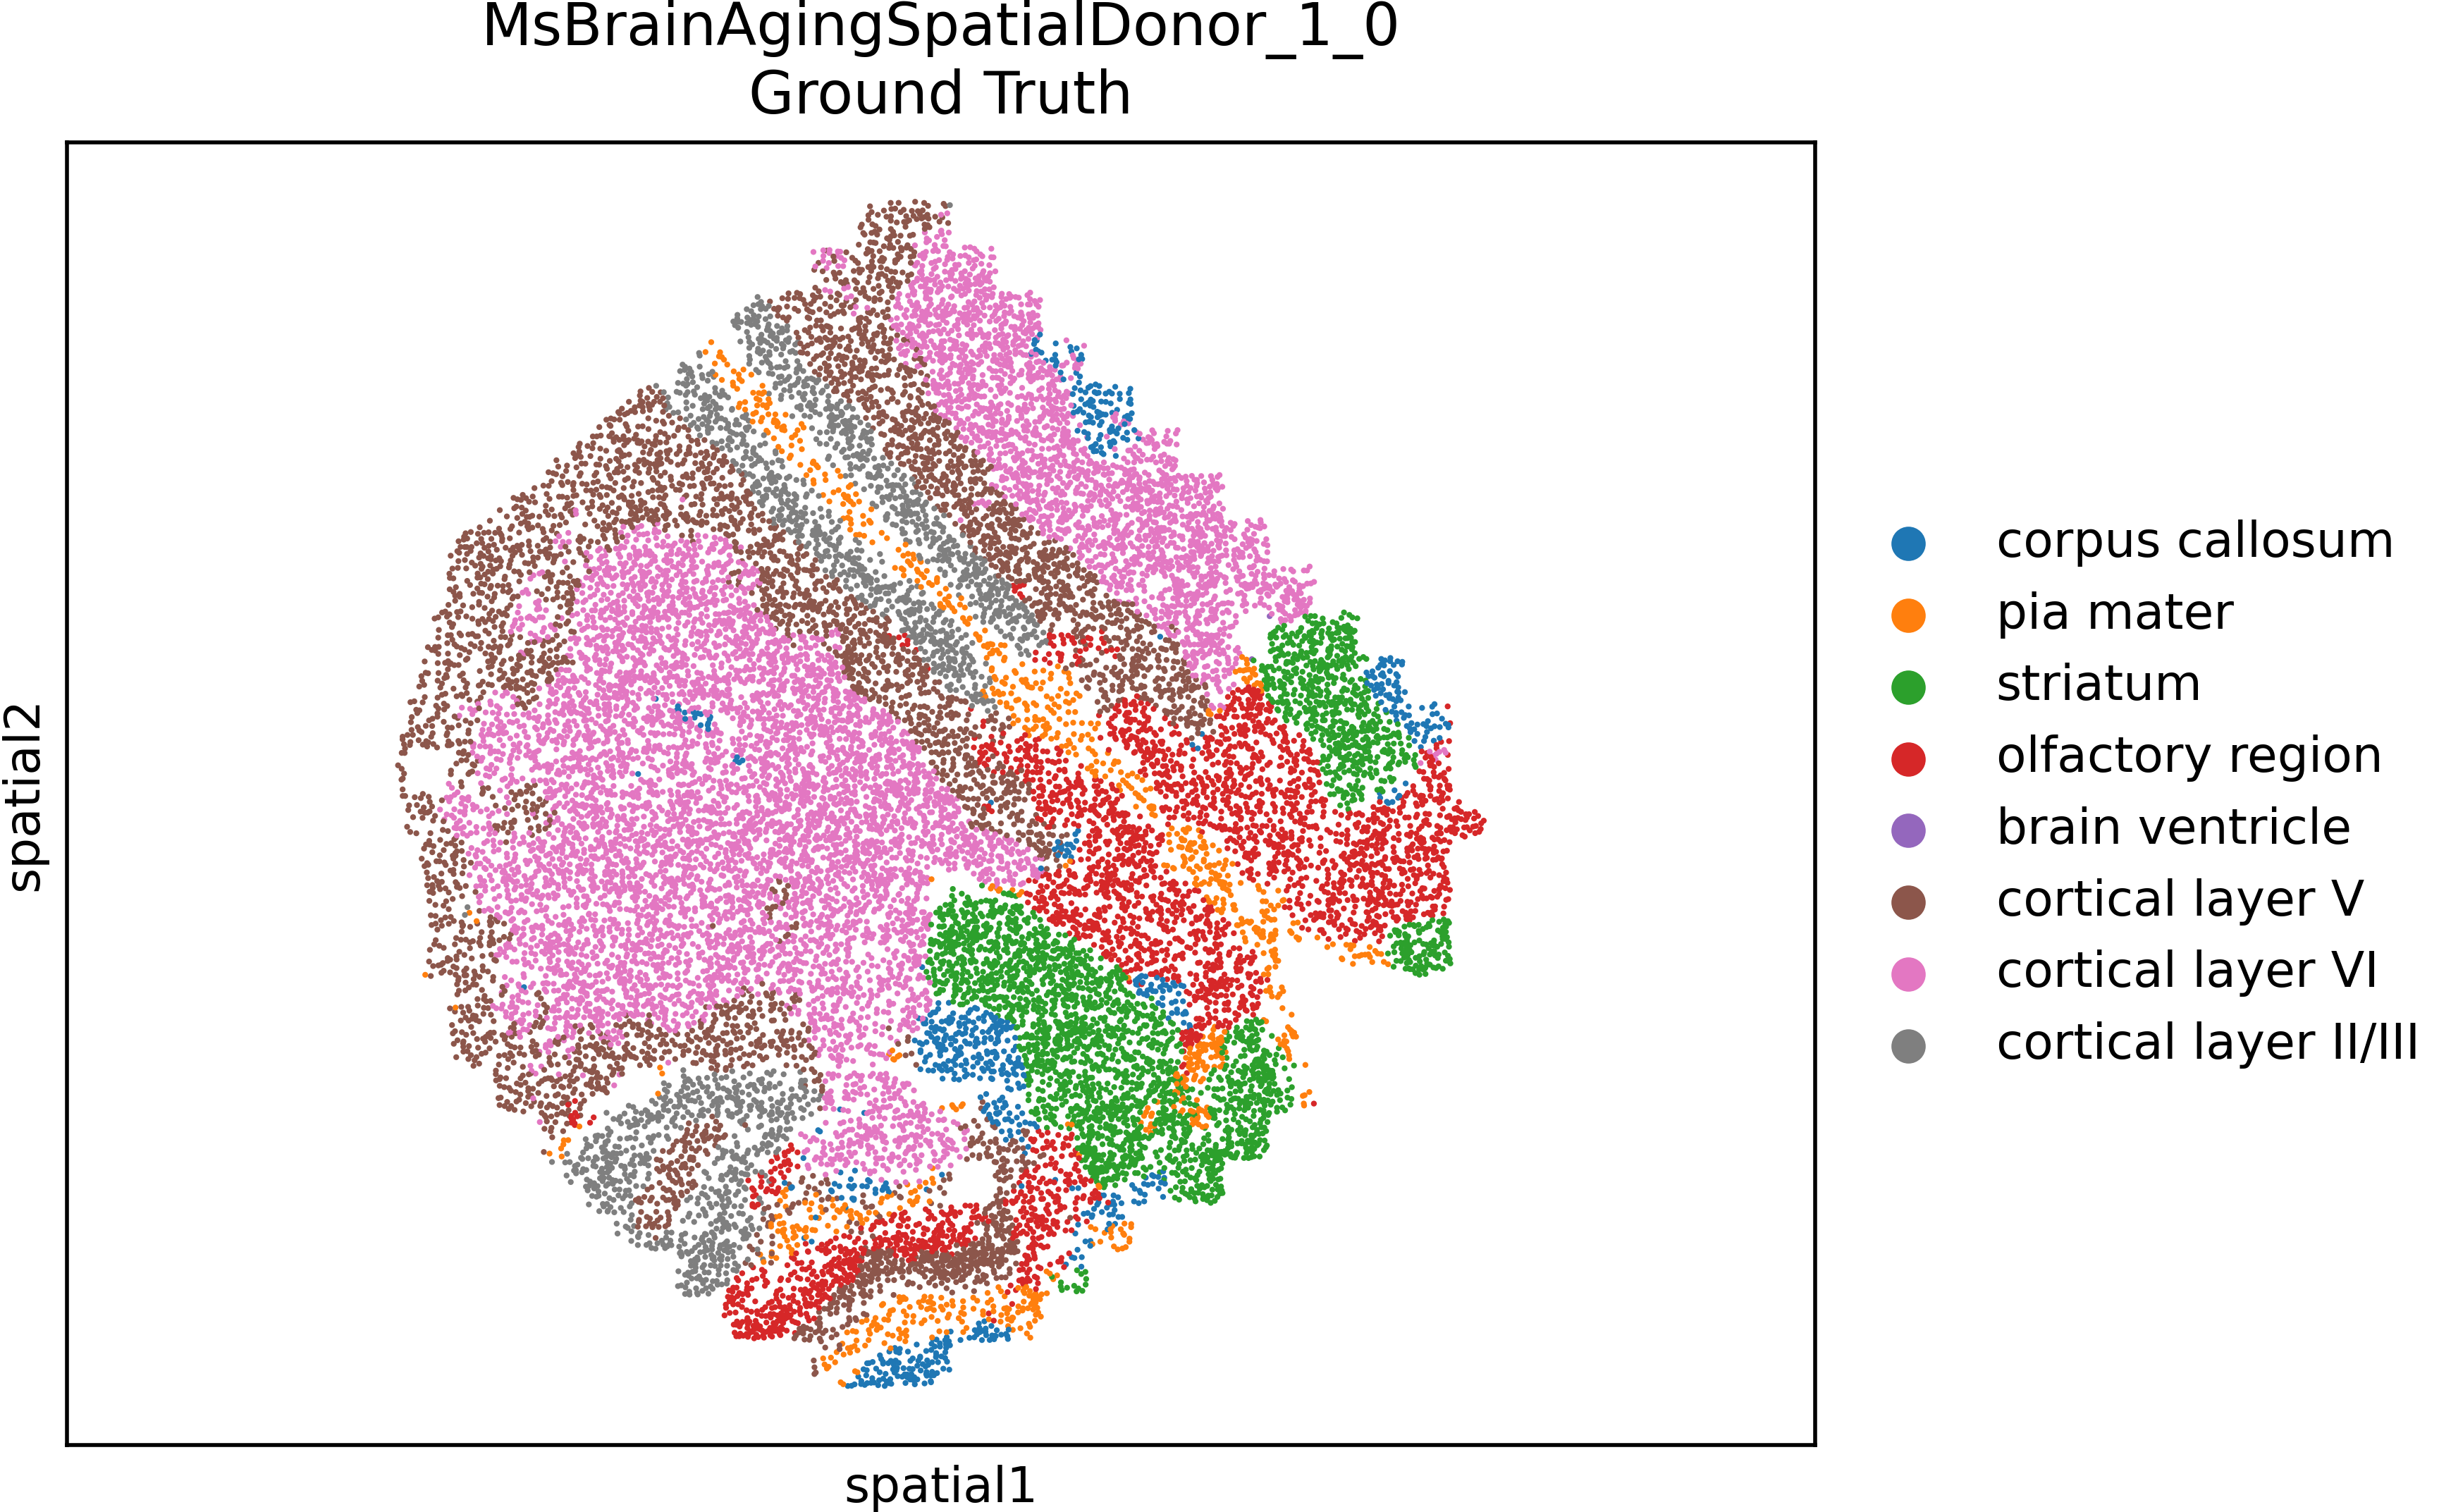 MsBrainAgingSpatialDonor_1_0
Ground Truth
spatial2
spatial1
corpus callosum
pia mater
striatum
olfactory region
brain ventricle
cortical layer V
cortical layer VI
cortical layer II/III